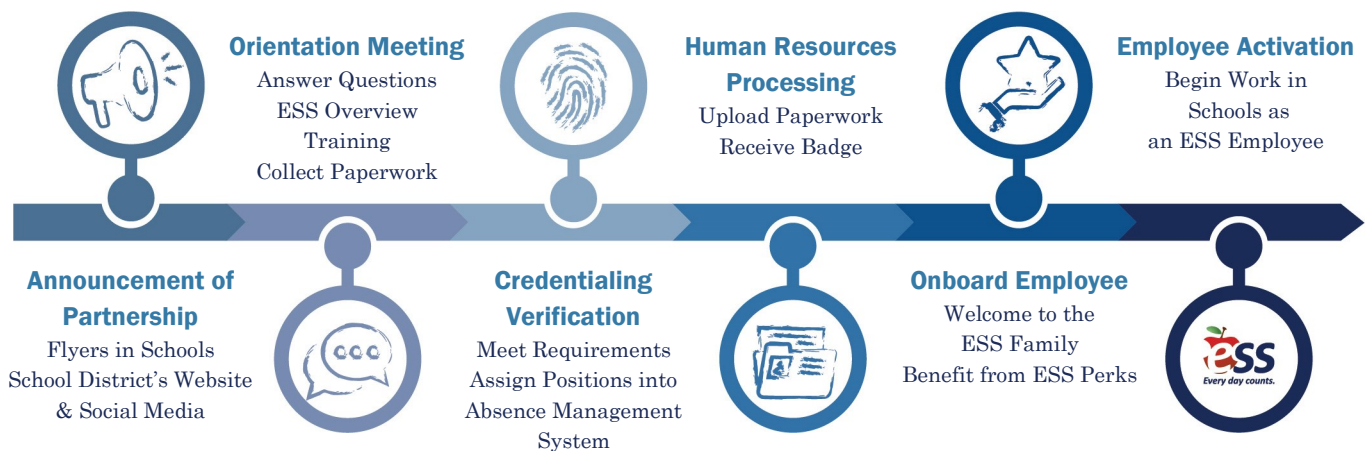 Announcement of
Partnership
Flyers in Schools
School District's Website
& Social Media
Orientation Meeting
Answer Questions
ESS Overview
Training
Collect Paperwork
Credentialing
Verification
Meet Requirements
Assign Positions into
Absence Management
System
Human Resources
Processing
Upload Paperwork
Receive Badge
Onboard Employee
Welcome to the
ESS Family
Benefit from ESS Perks
Employee Activation
Begin Work in
Schools as
an ESS Employee
ess
Every day counts.